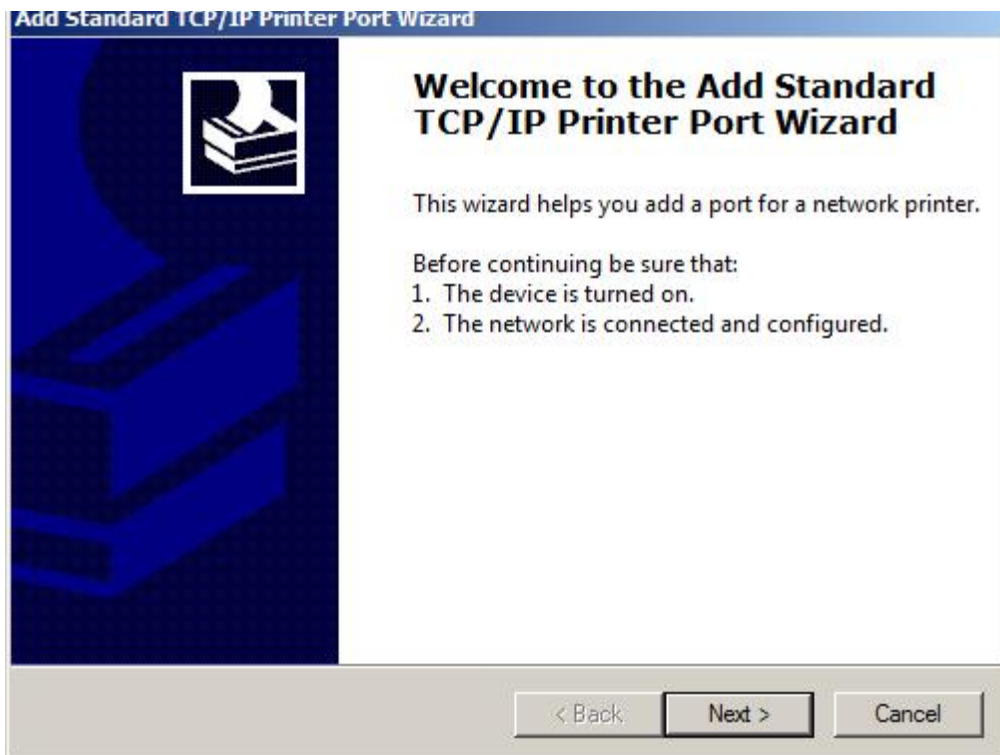 Add Standard TCP/IP Printer Port Wizard
Welcome to the Add Standard
TCP/IP Printer Port Wizard
This wizard helps you add a port for a network printer.
Before continuing be sure that:
1. The device is turned on.
2. The network is connected and configured.
< Back
Next >
Cancel